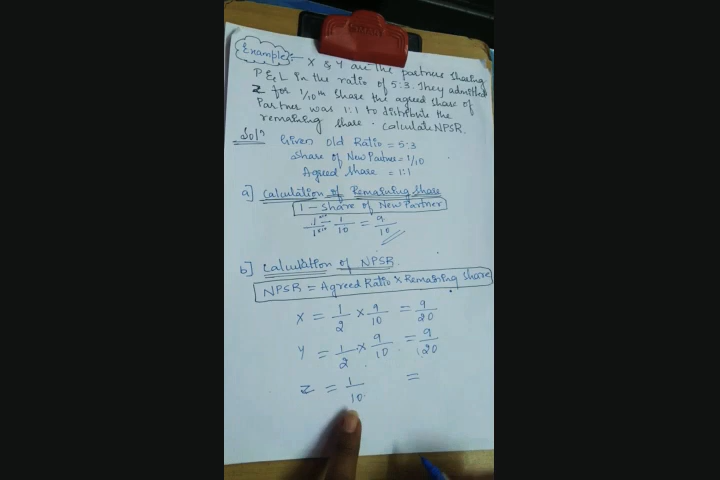 Example:- X & Y are the partners sharing
P & L in the ratio of 5:3. They admitted
Z for 1/10th share the agreed share of
Partner was 1:1 to distribute the
remaining share. Calculate NPSR.
Sol:n Given Old Ratio = 5:3
Share of New Partner = 1/10
Agreed share = 1:1
a] Calculation of Remaining share
1 - Share of New Partner
1/1 - 1/10 = 9/10
b] Calculation of NPSR.
NPSR = Agreed Ratio × Remaining share
X = 1/2 × 9/10 = 9/20
Y = 1/2 × 9/10 = 9/20
Z = 1/10 =